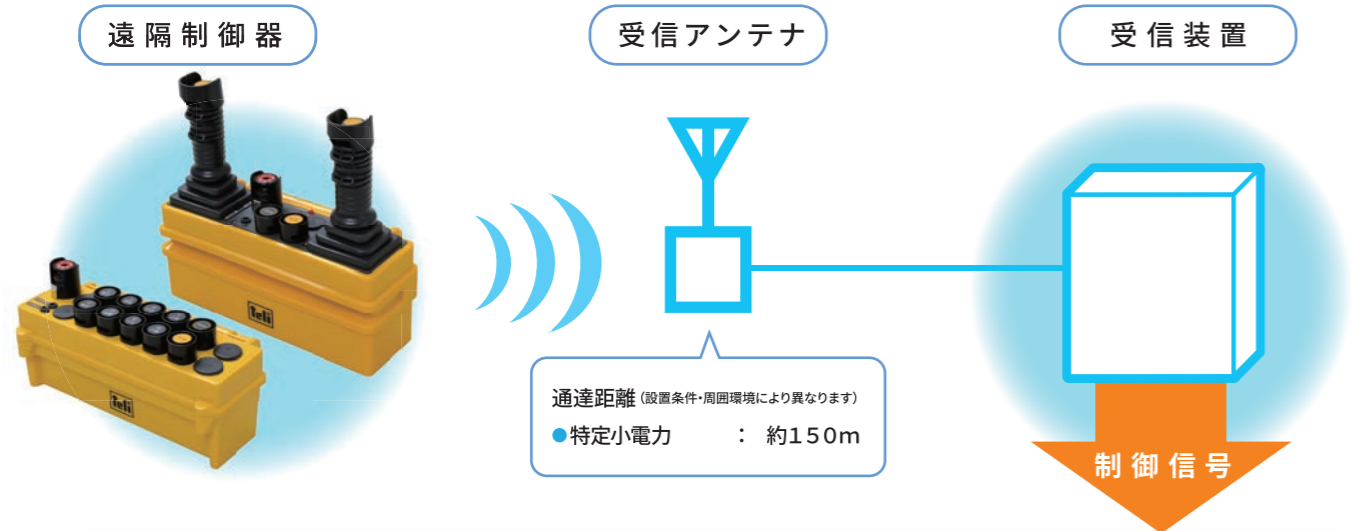 遠隔制御器
受信アンテナ
受信装置
teli
teli
通達距離(設置条件・周囲環境により異なります)
●特定小電力 : 約150m
制御信号